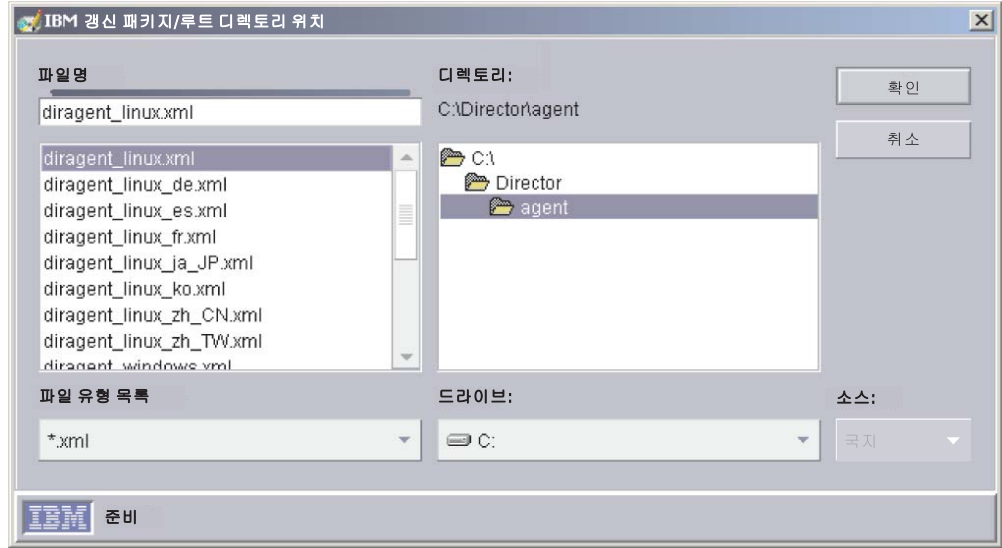 IBM 갱신 패키지/루트 디렉토리 위치
파일명
diragent_linux.xml
diragent_linux.xml
diragent_linux_de.xml
diragent_linux_es.xml
diragent_linux_fr.xml
diragent_linux_ja_JP.xml
diragent_linux_ko.xml
diragent_linux_zh_CN.xml
diragent_linux_zh_TW.xml
diragent_windows.xml
파일 유형 목록
*.xml
디렉토리:
C:\Director\agent
C:\
Director
agent
드라이브:
C:
확인
취소
소스:
국지
IBM 준비